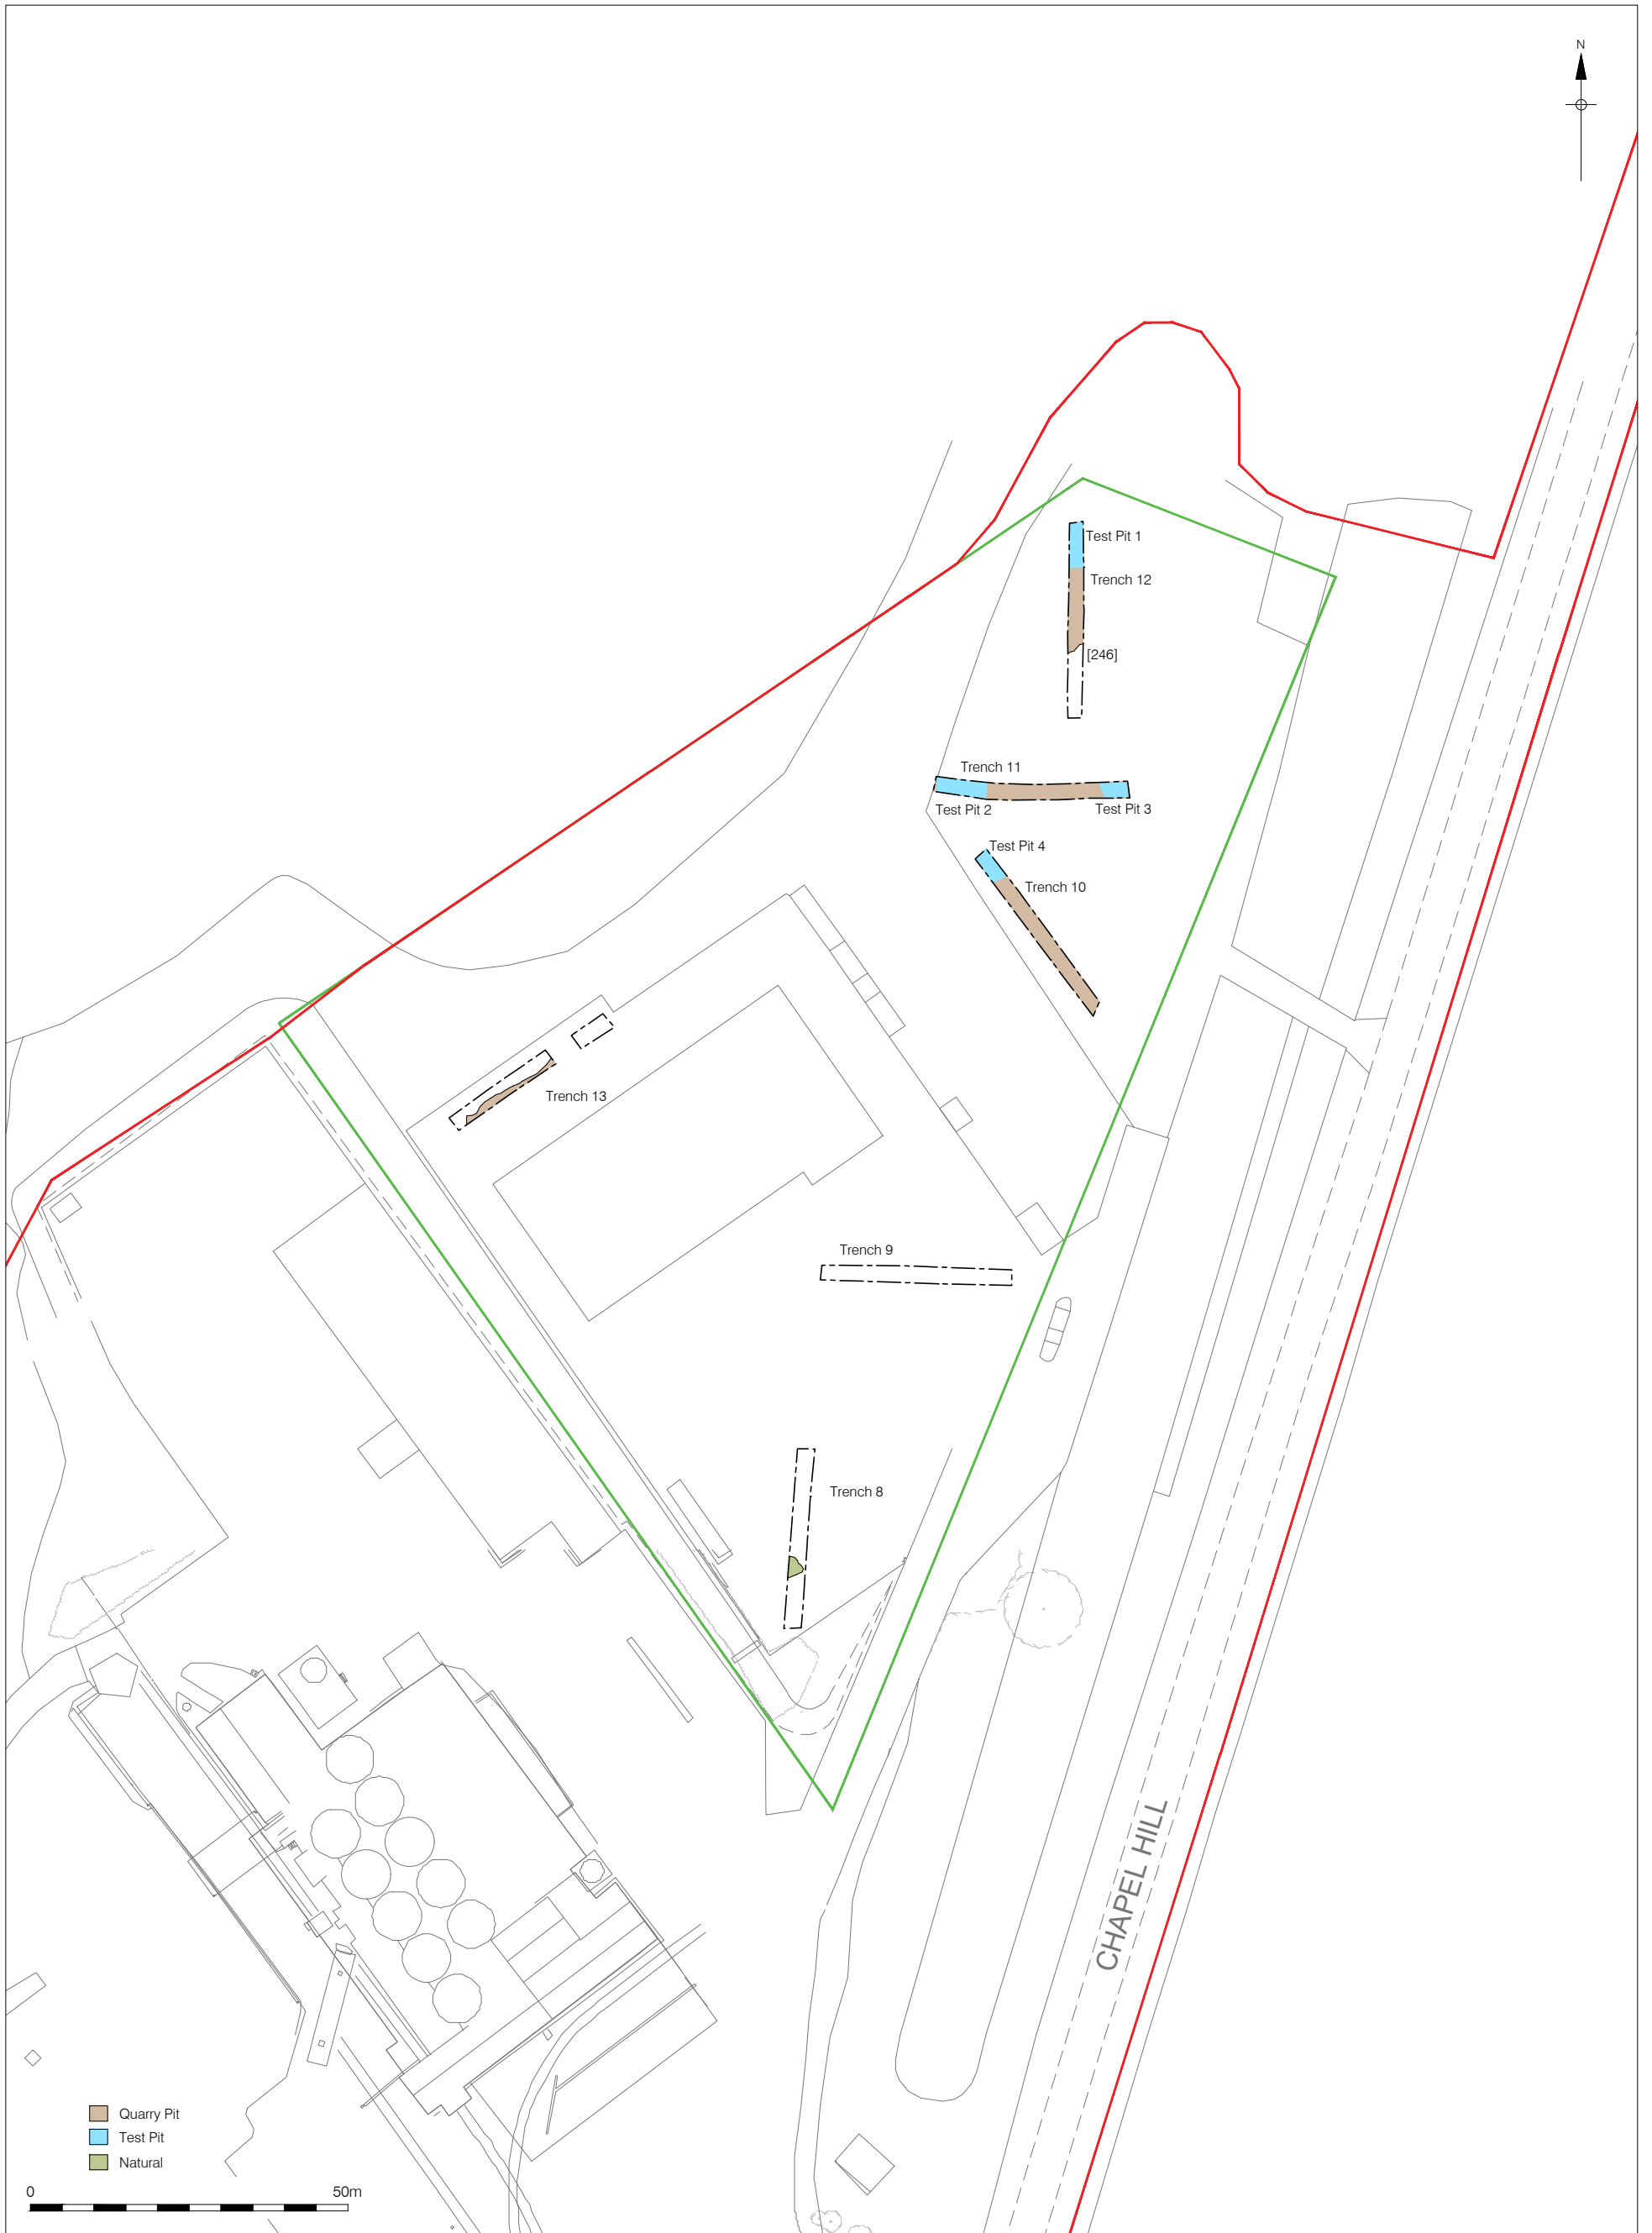 N
Test Pit 1
Trench 12
[246]
Trench 11
Test Pit 2
Test Pit 3
Test Pit 4
Trench 10
Trench 13
Trench 9
Trench 8
CHAPEL HILL
Quarry Pit
Test Pit
Natural
0 50m